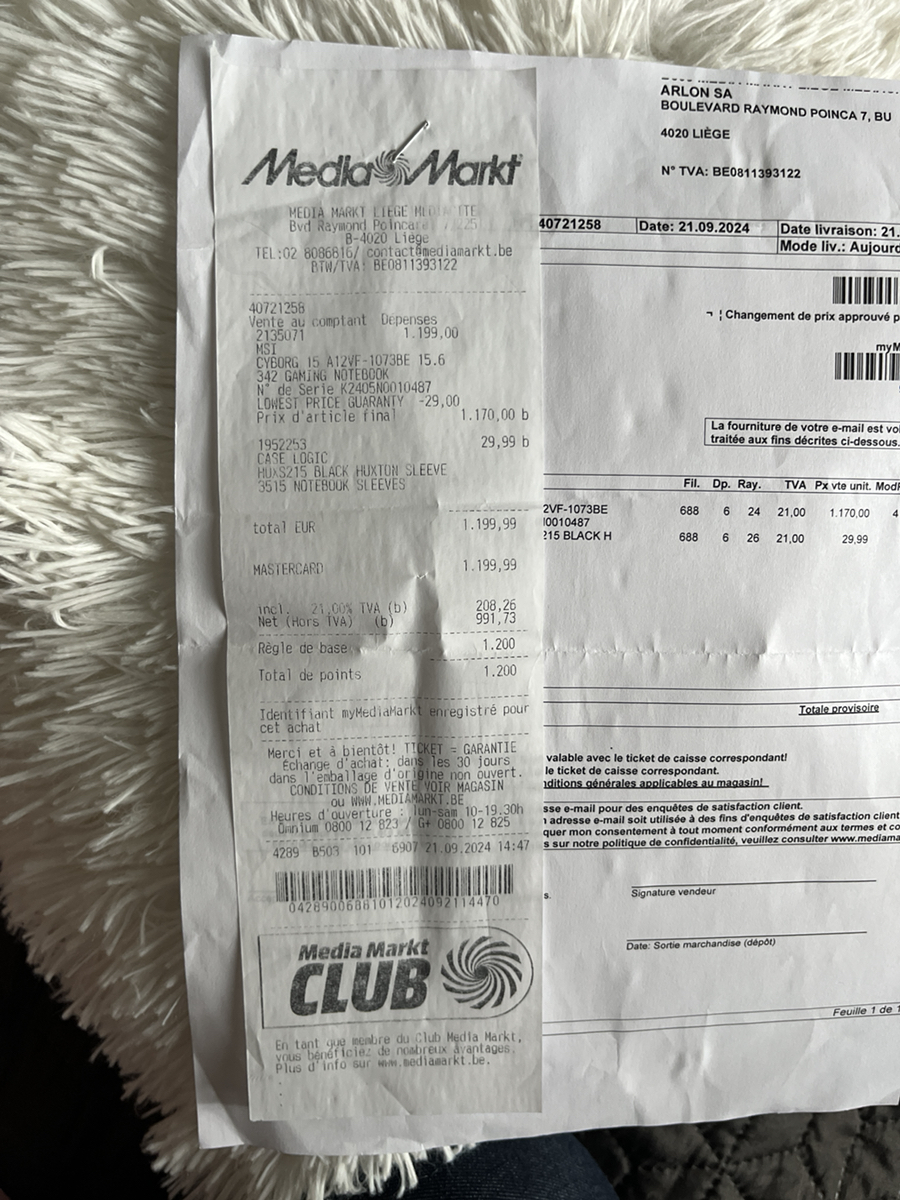 Media Markt
MEDIA MARKT LIEGE
Bvd Raymond Poincare
B-4020 Liege
TEL:02 8086816/ contact@mediamarkt.be
BTW/TVA: BE0811393122
40721258
Vente au comptant Depenses
2135071 1.199,00
MSI
CYBORG 15 A12VF-1073BE 15.6
342 GAMING NOTEBOOK
N° de Serie K2405N0010487
LOWEST PRICE GUARANTY -29,00
Prix d'article final 1.170,00 b
1952253 29,99 b
CASE LOGIC
HUXS215 BLACK HUXTON SLEEVE
3515 NOTEBOOK SLEEVES
total EUR 1.199,99
MASTERCARD 1.199,99
incl. 21,00% TVA (b) 208,26
Net (Hors TVA) (b) 991,73
Règle de base 1.200
Total de points 1.200
Identifiant myMediaMarkt enregistré pour
cet achat
Merci et à bientôt! TICKET = GARANTIE
Échange d'achat: dans les 30 jours
dans l'emballage d'origine non ouvert.
CONDITIONS DE VENTE VOIR MAGASIN
ou WWW.MEDIAMARKT.BE
Heures d'ouverture : lun-sam 10-19.30h
Omnium 0800 12 823 / G+ 0800 12 825
4289 B503 101 6907 21.09.2024 14:47
Media Markt
CLUB
En tant que membre du Club Media Markt,
vous bénéficiez de nombreux avantages.
Plus d'info sur www.mediamarkt.be.
ARLON SA
BOULEVARD RAYMOND POINCA 7, BU
4020 LIÈGE
N° TVA: BE0811393122
40721258 Date: 21.09.2024 Date livraison: 21.
Mode liv.: Aujourd
¬ ¦ Changement de prix approuvé p
myM
La fourniture de votre e-mail est vol
traitée aux fins décrites ci-dessous.
Fil. Dp. Ray. TVA Px vte unit. Modi
2VF-1073BE 688 6 24 21,00 1.170,00 4
0010487
215 BLACK H 688 6 26 21,00 29,99
Totale provisoire
valable avec le ticket de caisse correspondant!
le ticket de caisse correspondant.
nditions générales applicables au magasin!
sse e-mail pour des enquêtes de satisfaction client.
adresse e-mail soit utilisée à des fins d'enquêtes de satisfaction client
quer mon consentement à tout moment conformément aux termes et co
s sur notre politique de confidentialité, veuillez consulter www.mediama
s.
Signature vendeur
Date: Sortie marchandise (dépôt)
Feuille 1 de 1